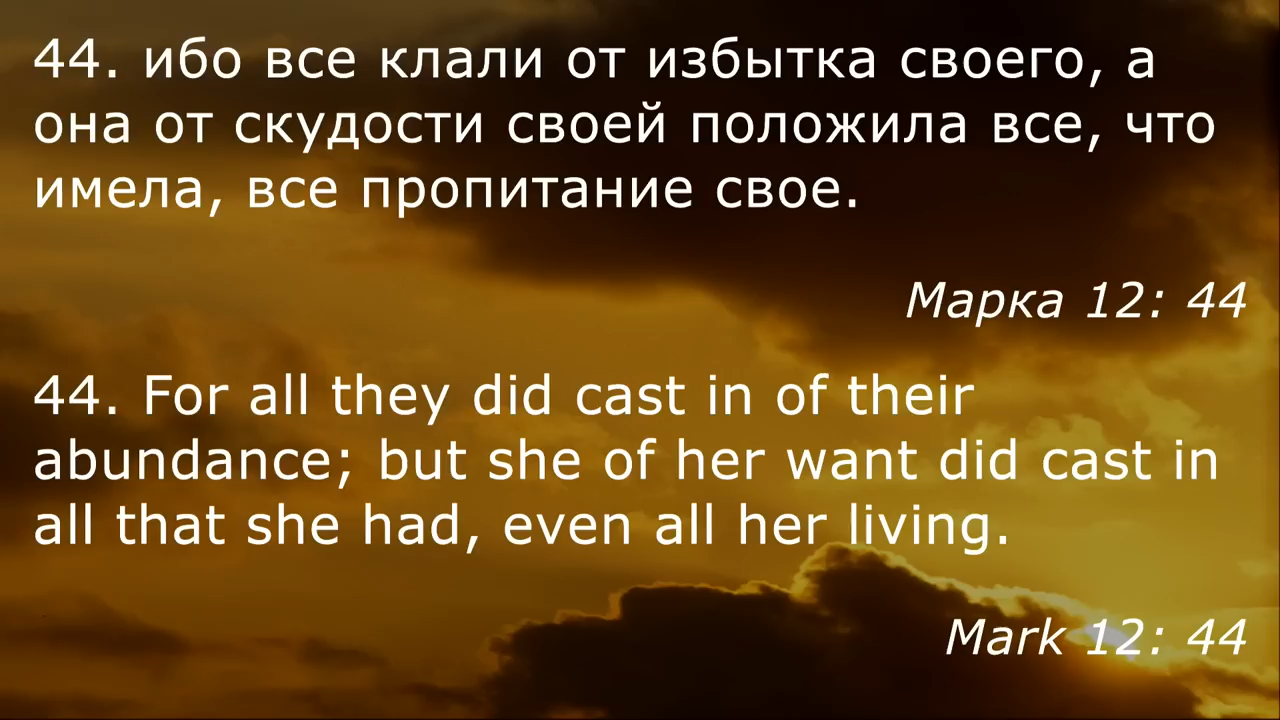 44. ибо все клали от избытка своего, а
она от скудости своей положила все, что
имела, все пропитание свое.
Марка 12: 44
44. For all they did cast in of their
abundance; but she of her want did cast in
all that she had, even all her living.
Mark 12: 44